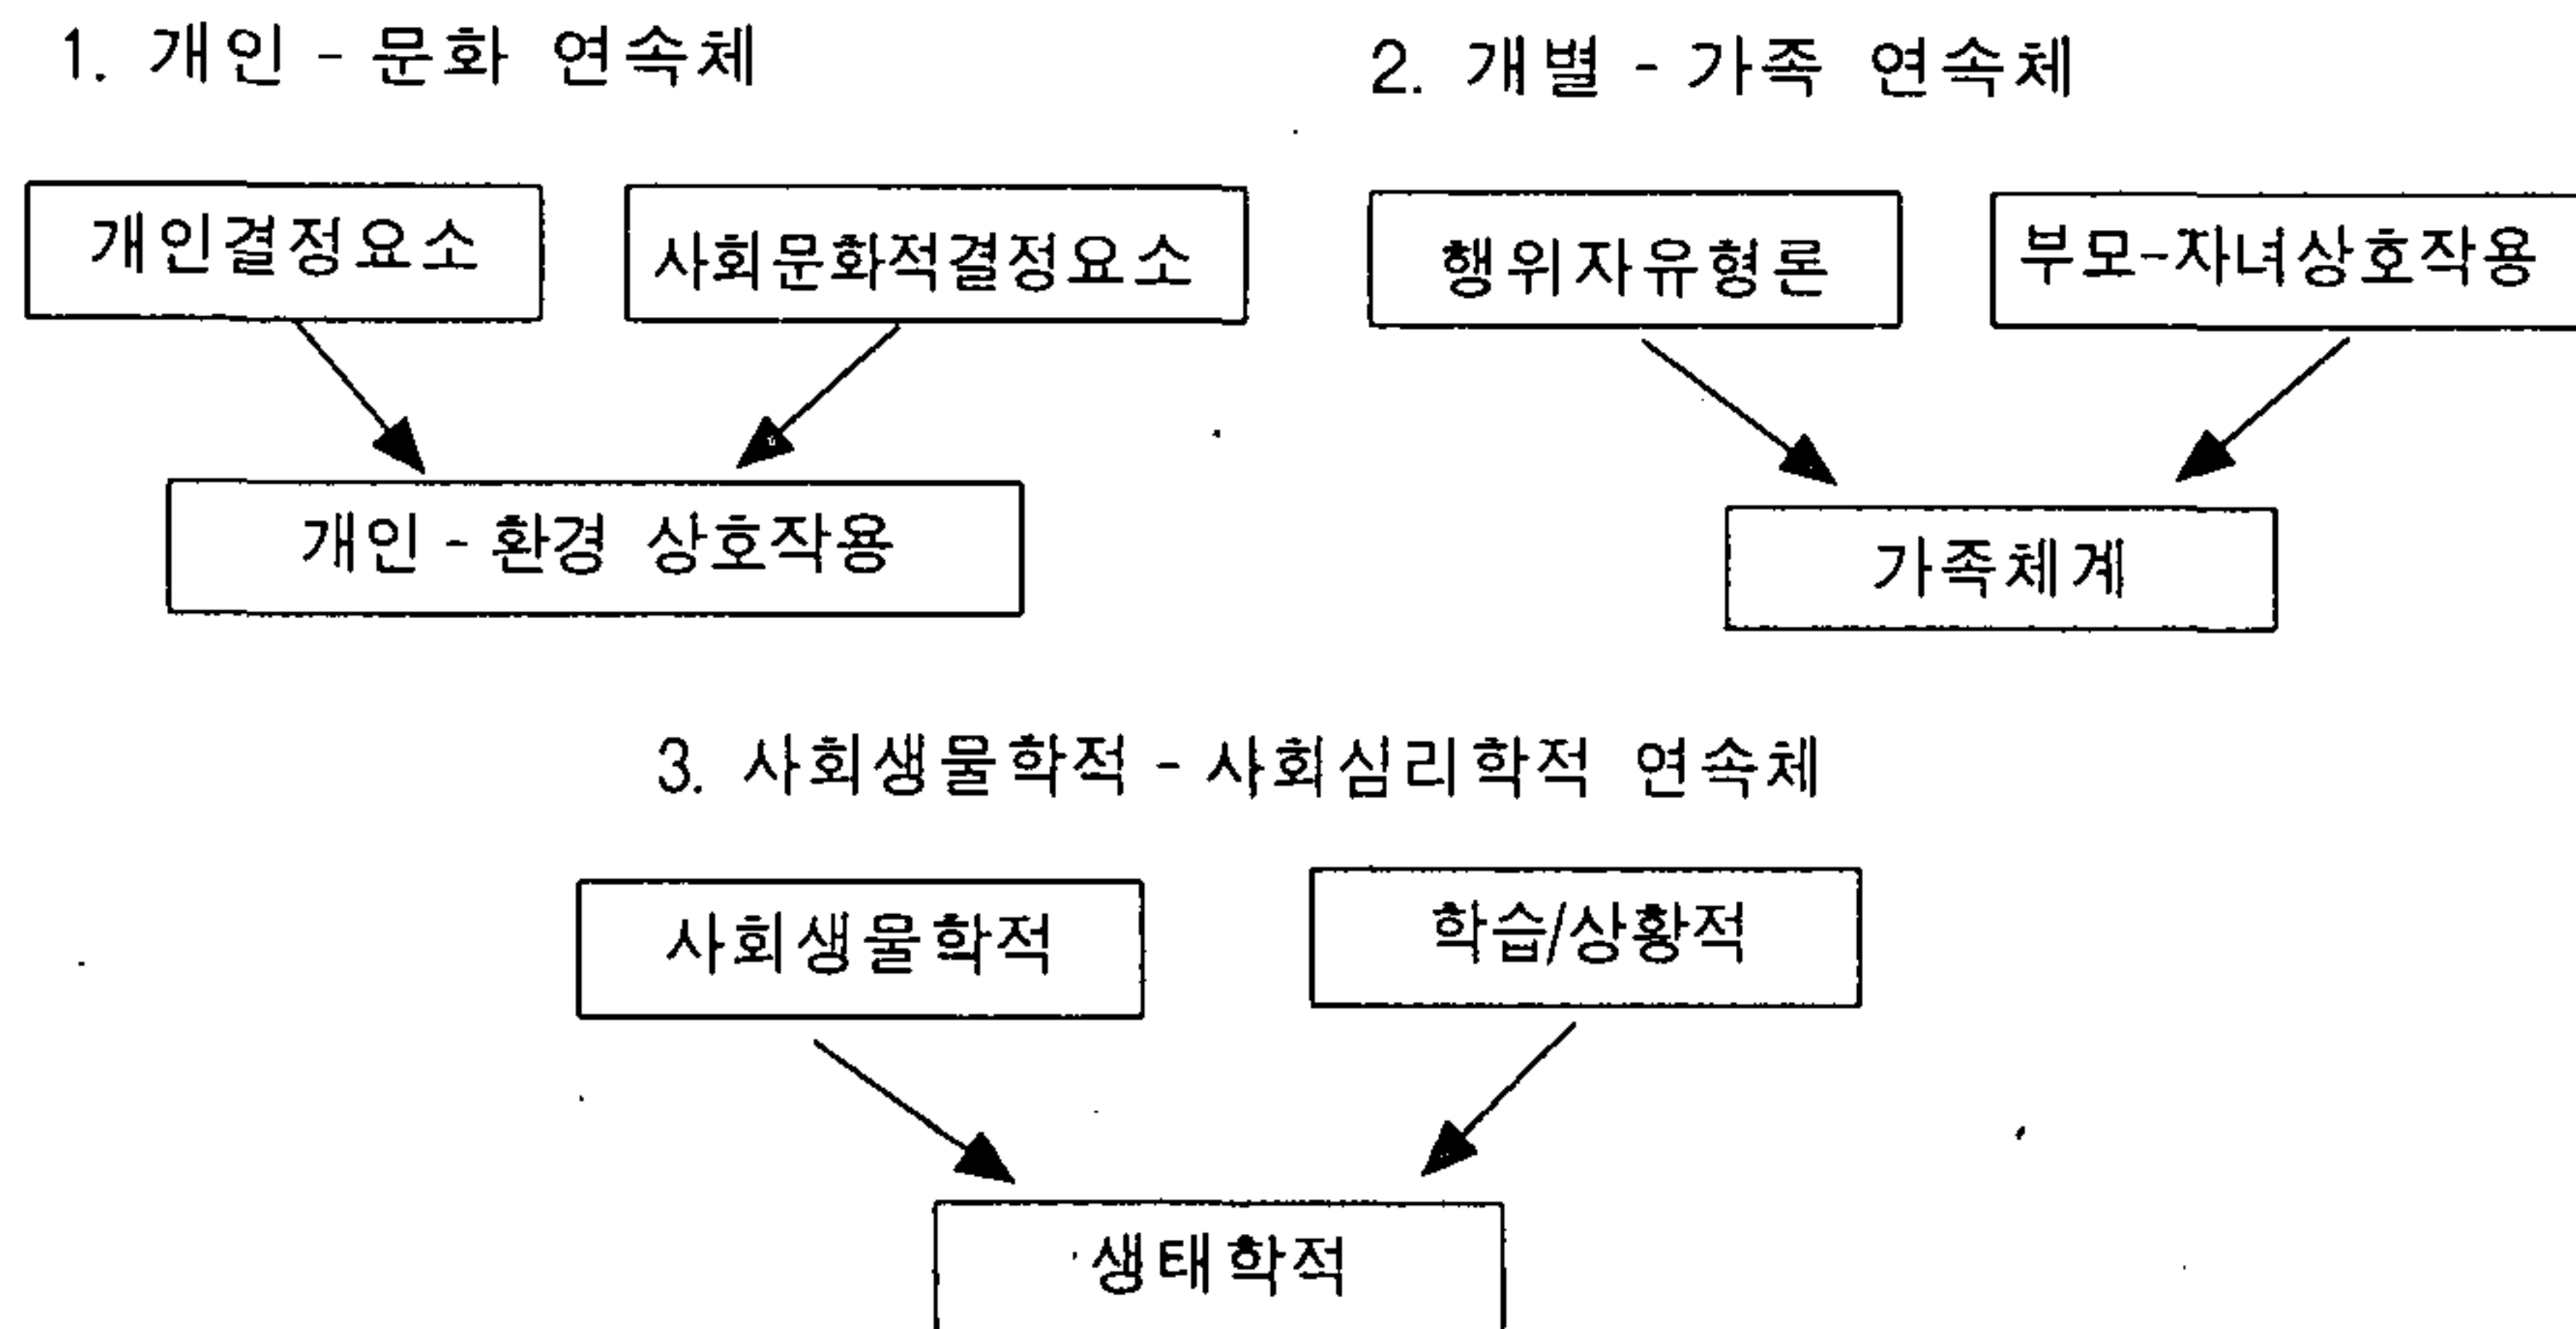 1. 개인 - 문화 연속체
2. 개별 - 가족 연속체
개인결정요소
사회문화적결정요소
행위자유형론
부모-자녀상호작용
개인 - 환경 상호작용
가족체계
3. 사회생물학적 - 사회심리학적 연속체
사회생물학적
학습/상황적
생태학적